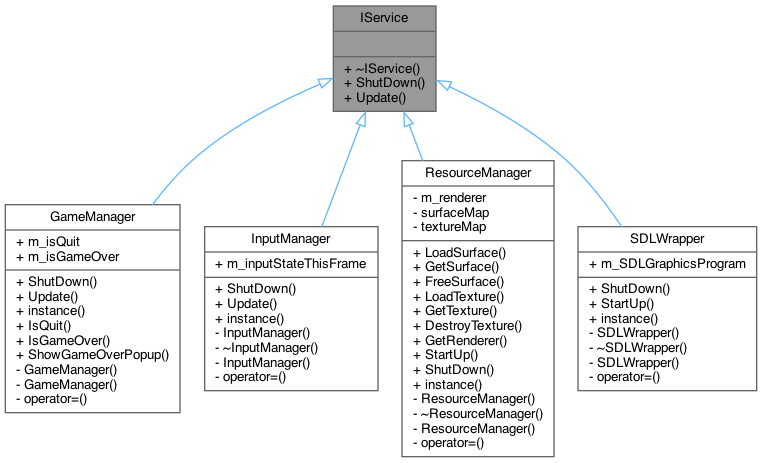 IService
+ ~IService()
+ ShutDown()
+ Update()
GameManager
+ m_isQuit
+ m_isGameOver
+ ShutDown()
+ Update()
+ instance()
+ IsQuit()
+ IsGameOver()
+ ShowGameOverPopup()
- GameManager()
- GameManager()
- operator=()
InputManager
+ m_inputStateThisFrame
+ ShutDown()
+ Update()
+ instance()
- InputManager()
- ~InputManager()
- InputManager()
- operator=()
ResourceManager
- m_renderer
- surfaceMap
- textureMap
+ LoadSurface()
+ GetSurface()
+ FreeSurface()
+ LoadTexture()
+ GetTexture()
+ DestroyTexture()
+ GetRenderer()
+ StartUp()
+ ShutDown()
+ instance()
- ResourceManager()
- ~ResourceManager()
- ResourceManager()
- operator=()
SDLWrapper
+ m_SDLGraphicsProgram
+ ShutDown()
+ StartUp()
+ instance()
- SDLWrapper()
- ~SDLWrapper()
- SDLWrapper()
- operator=()